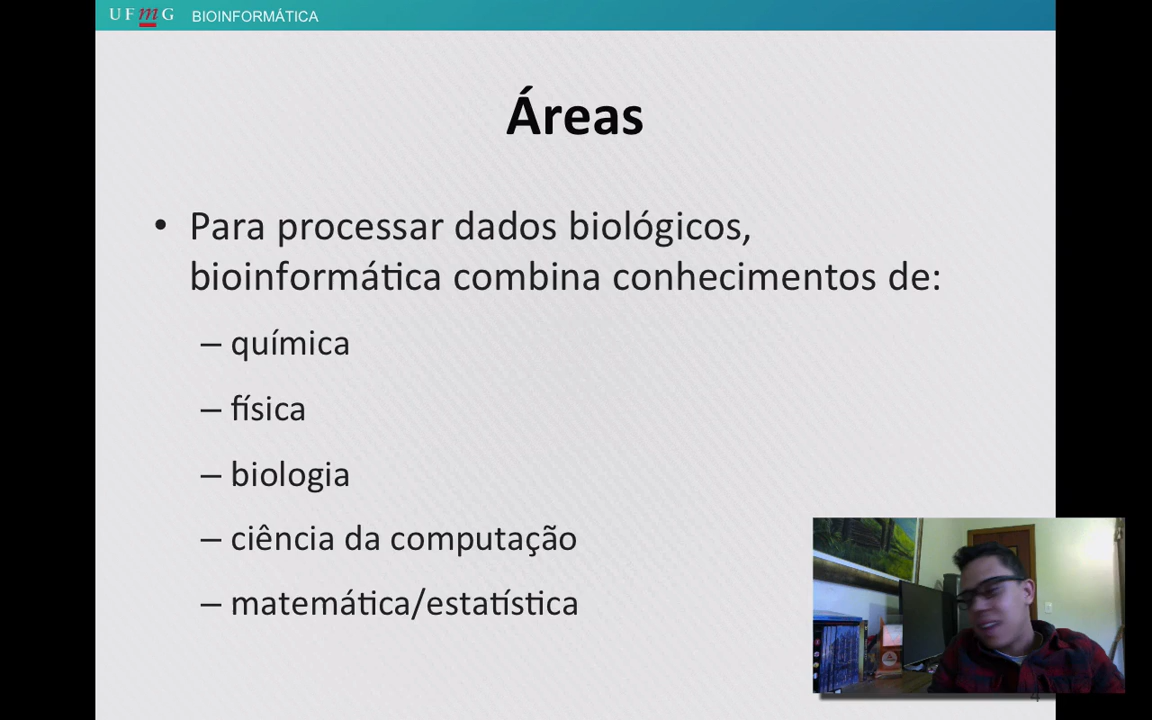 UFMG BIOINFORMÁTICA
Áreas
• Para processar dados biológicos,
bioinformática combina conhecimentos de:
– química
– física
– biologia
– ciência da computação
– matemática/estatística
4